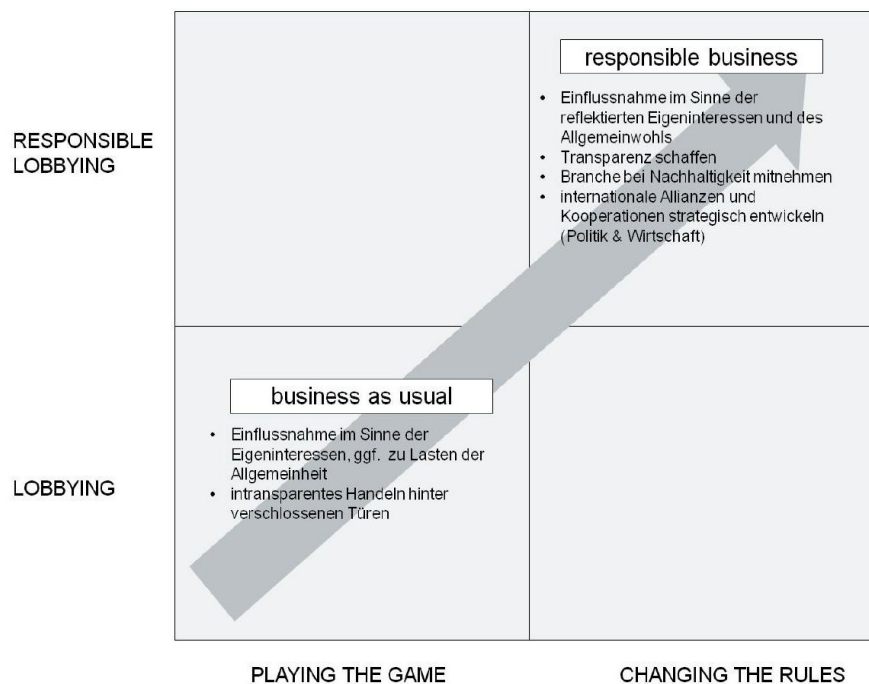 responsible business
• Einflussnahme im Sinne der
reflektierten Eigeninteressen und des
Allgemeinwohls
• Transparenz schaffen
• Branche bei Nachhaltigkeit mitnehmen
• internationale Allianzen und
Kooperationen strategisch entwickeln
(Politik & Wirtschaft)
RESPONSIBLE
LOBBYING
business as usual
• Einflussnahme im Sinne der
Eigeninteressen, ggf. zu Lasten der
Allgemeinheit
• intransparentes Handeln hinter
verschlossenen Türen
LOBBYING
PLAYING THE GAME
CHANGING THE RULES